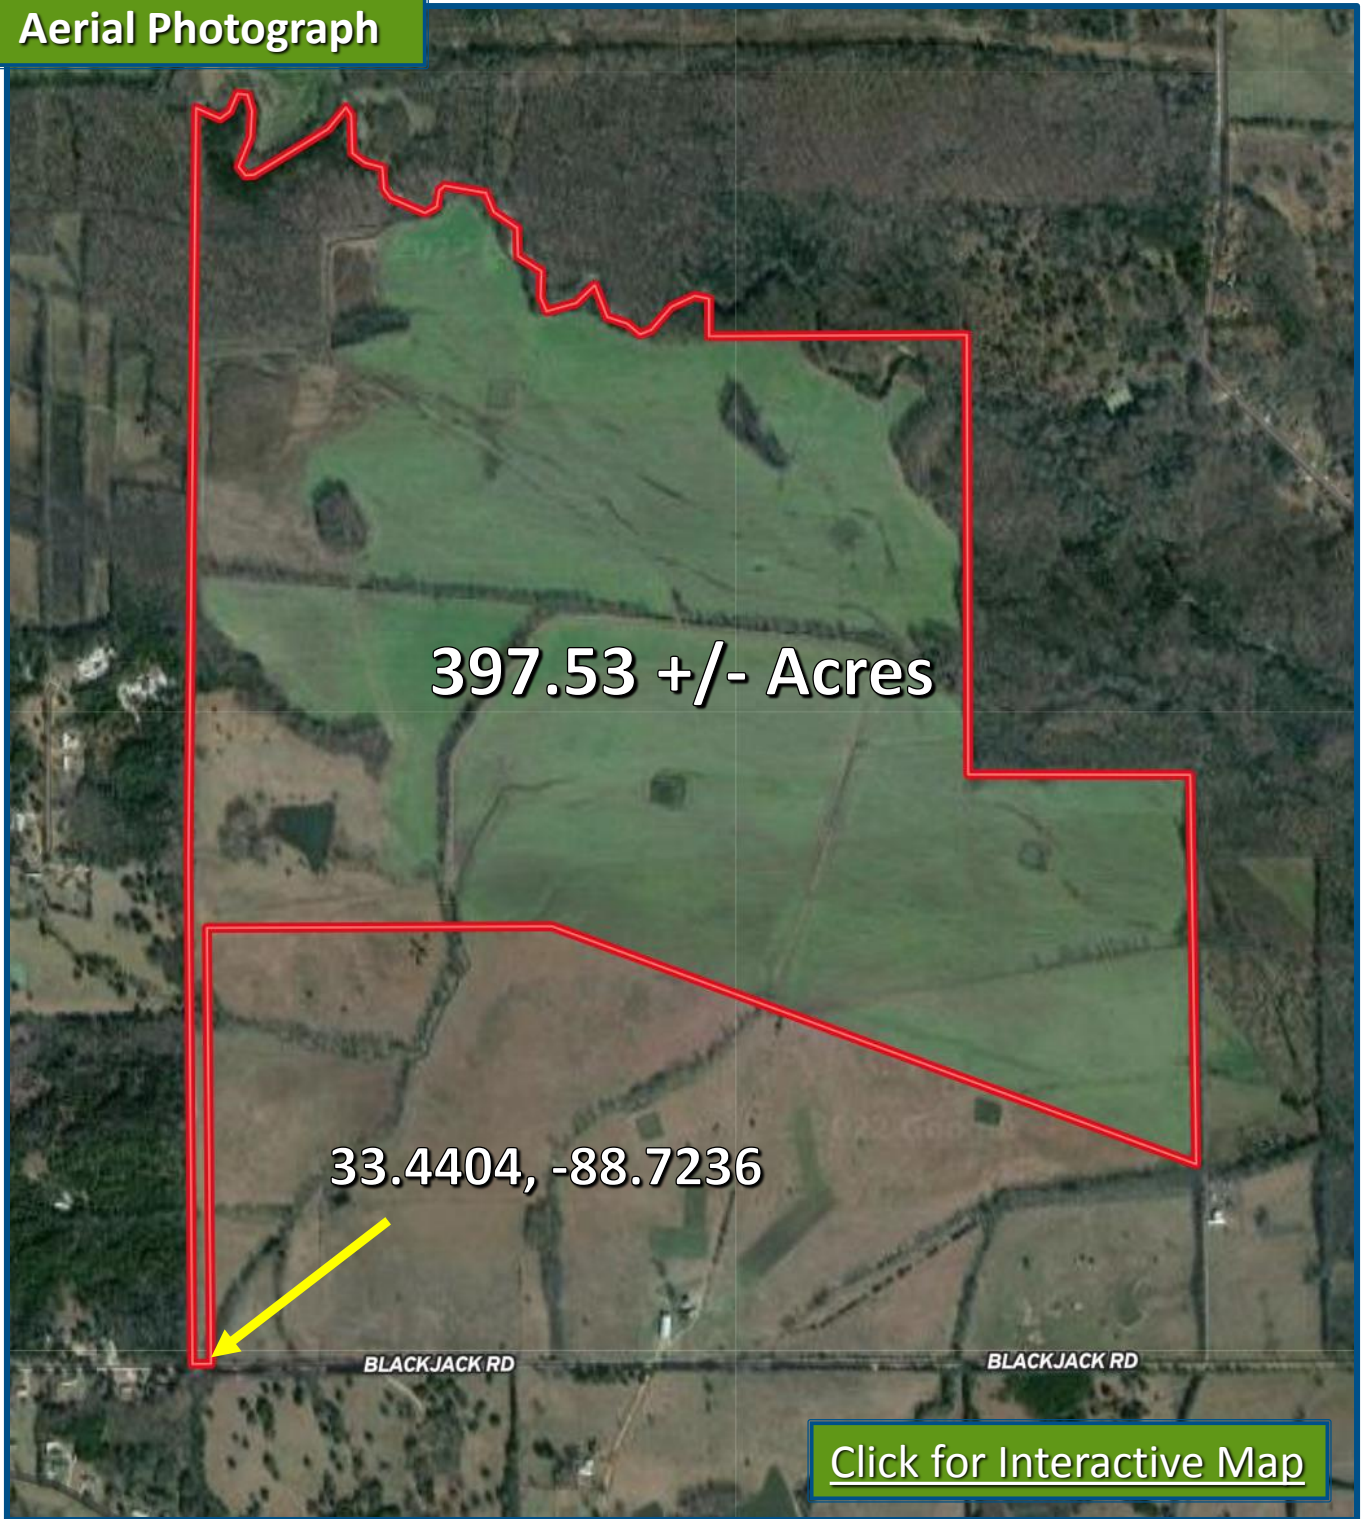 Aerial Photograph
397.53 +/- Acres
33.4404, -88.7236
BLACKJACK RD
BLACKJACK RD
Click for Interactive Map